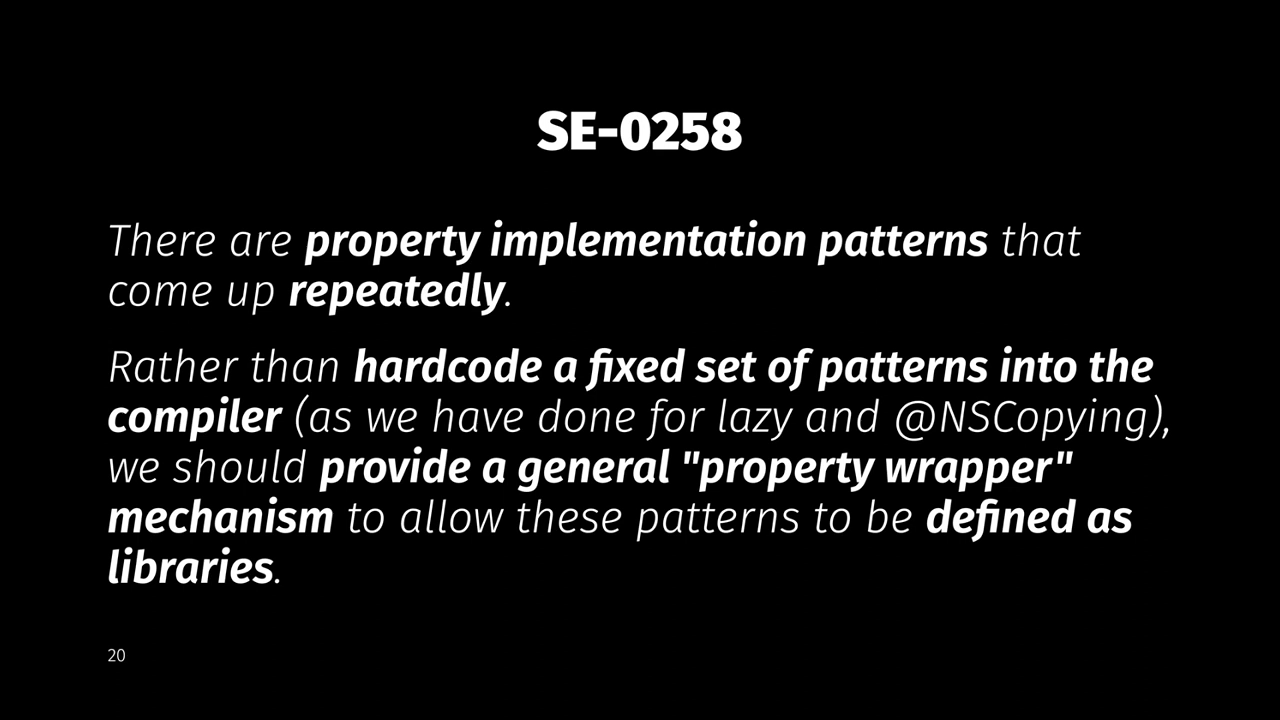 SE-0258
There are property implementation patterns that
come up repeatedly.
Rather than hardcode a fixed set of patterns into the
compiler (as we have done for lazy and @NSCopying),
we should provide a general "property wrapper"
mechanism to allow these patterns to be defined as
libraries.
20